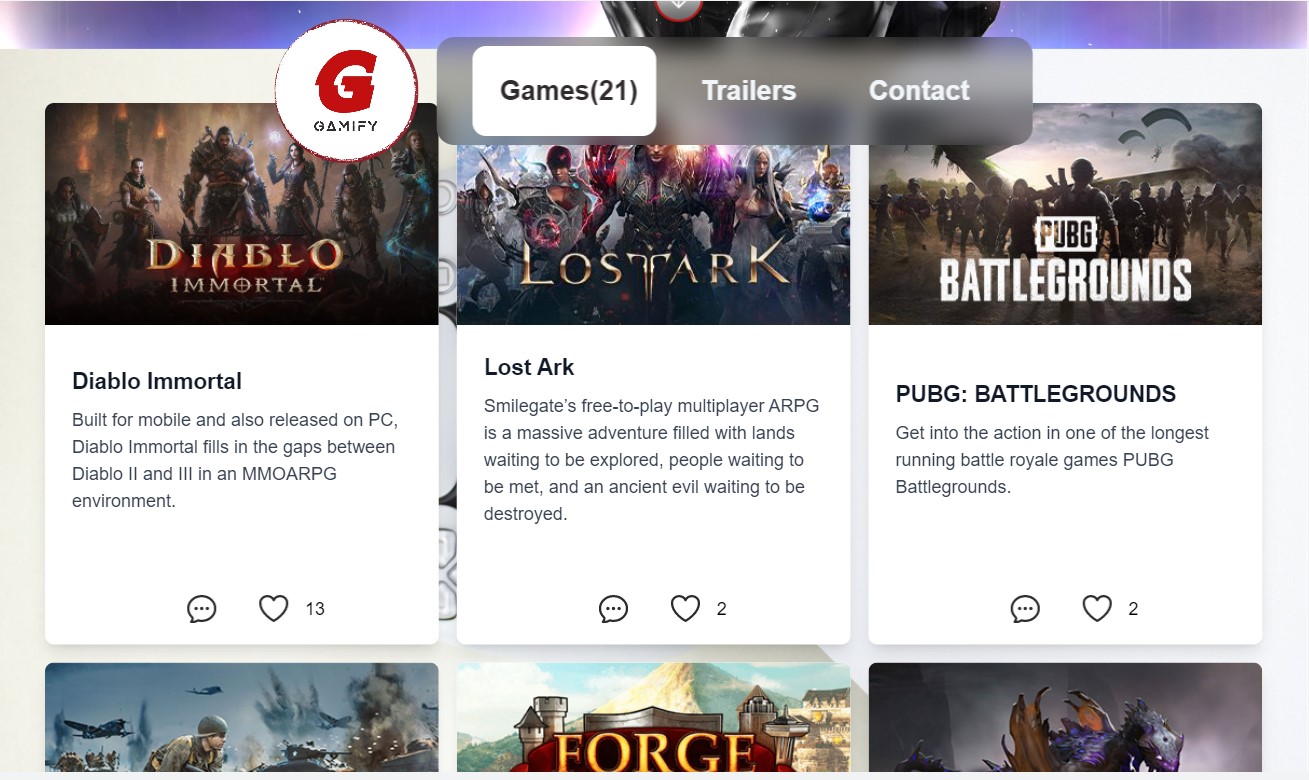 G
GAMIFY
Games(21)
Trailers
Contact
DIABLO
IMMORTAL
LOST ARK
PUBG
BATTLEGROUNDS
Diablo Immortal
Built for mobile and also released on PC,
Diablo Immortal fills in the gaps between
Diablo II and III in an MMOARPG
environment.
13
Lost Ark
Smilegate’s free-to-play multiplayer ARPG
is a massive adventure filled with lands
waiting to be explored, people waiting to
be met, and an ancient evil waiting to be
destroyed.
2
PUBG: BATTLEGROUNDS
Get into the action in one of the longest
running battle royale games PUBG
Battlegrounds.
2
FORGE